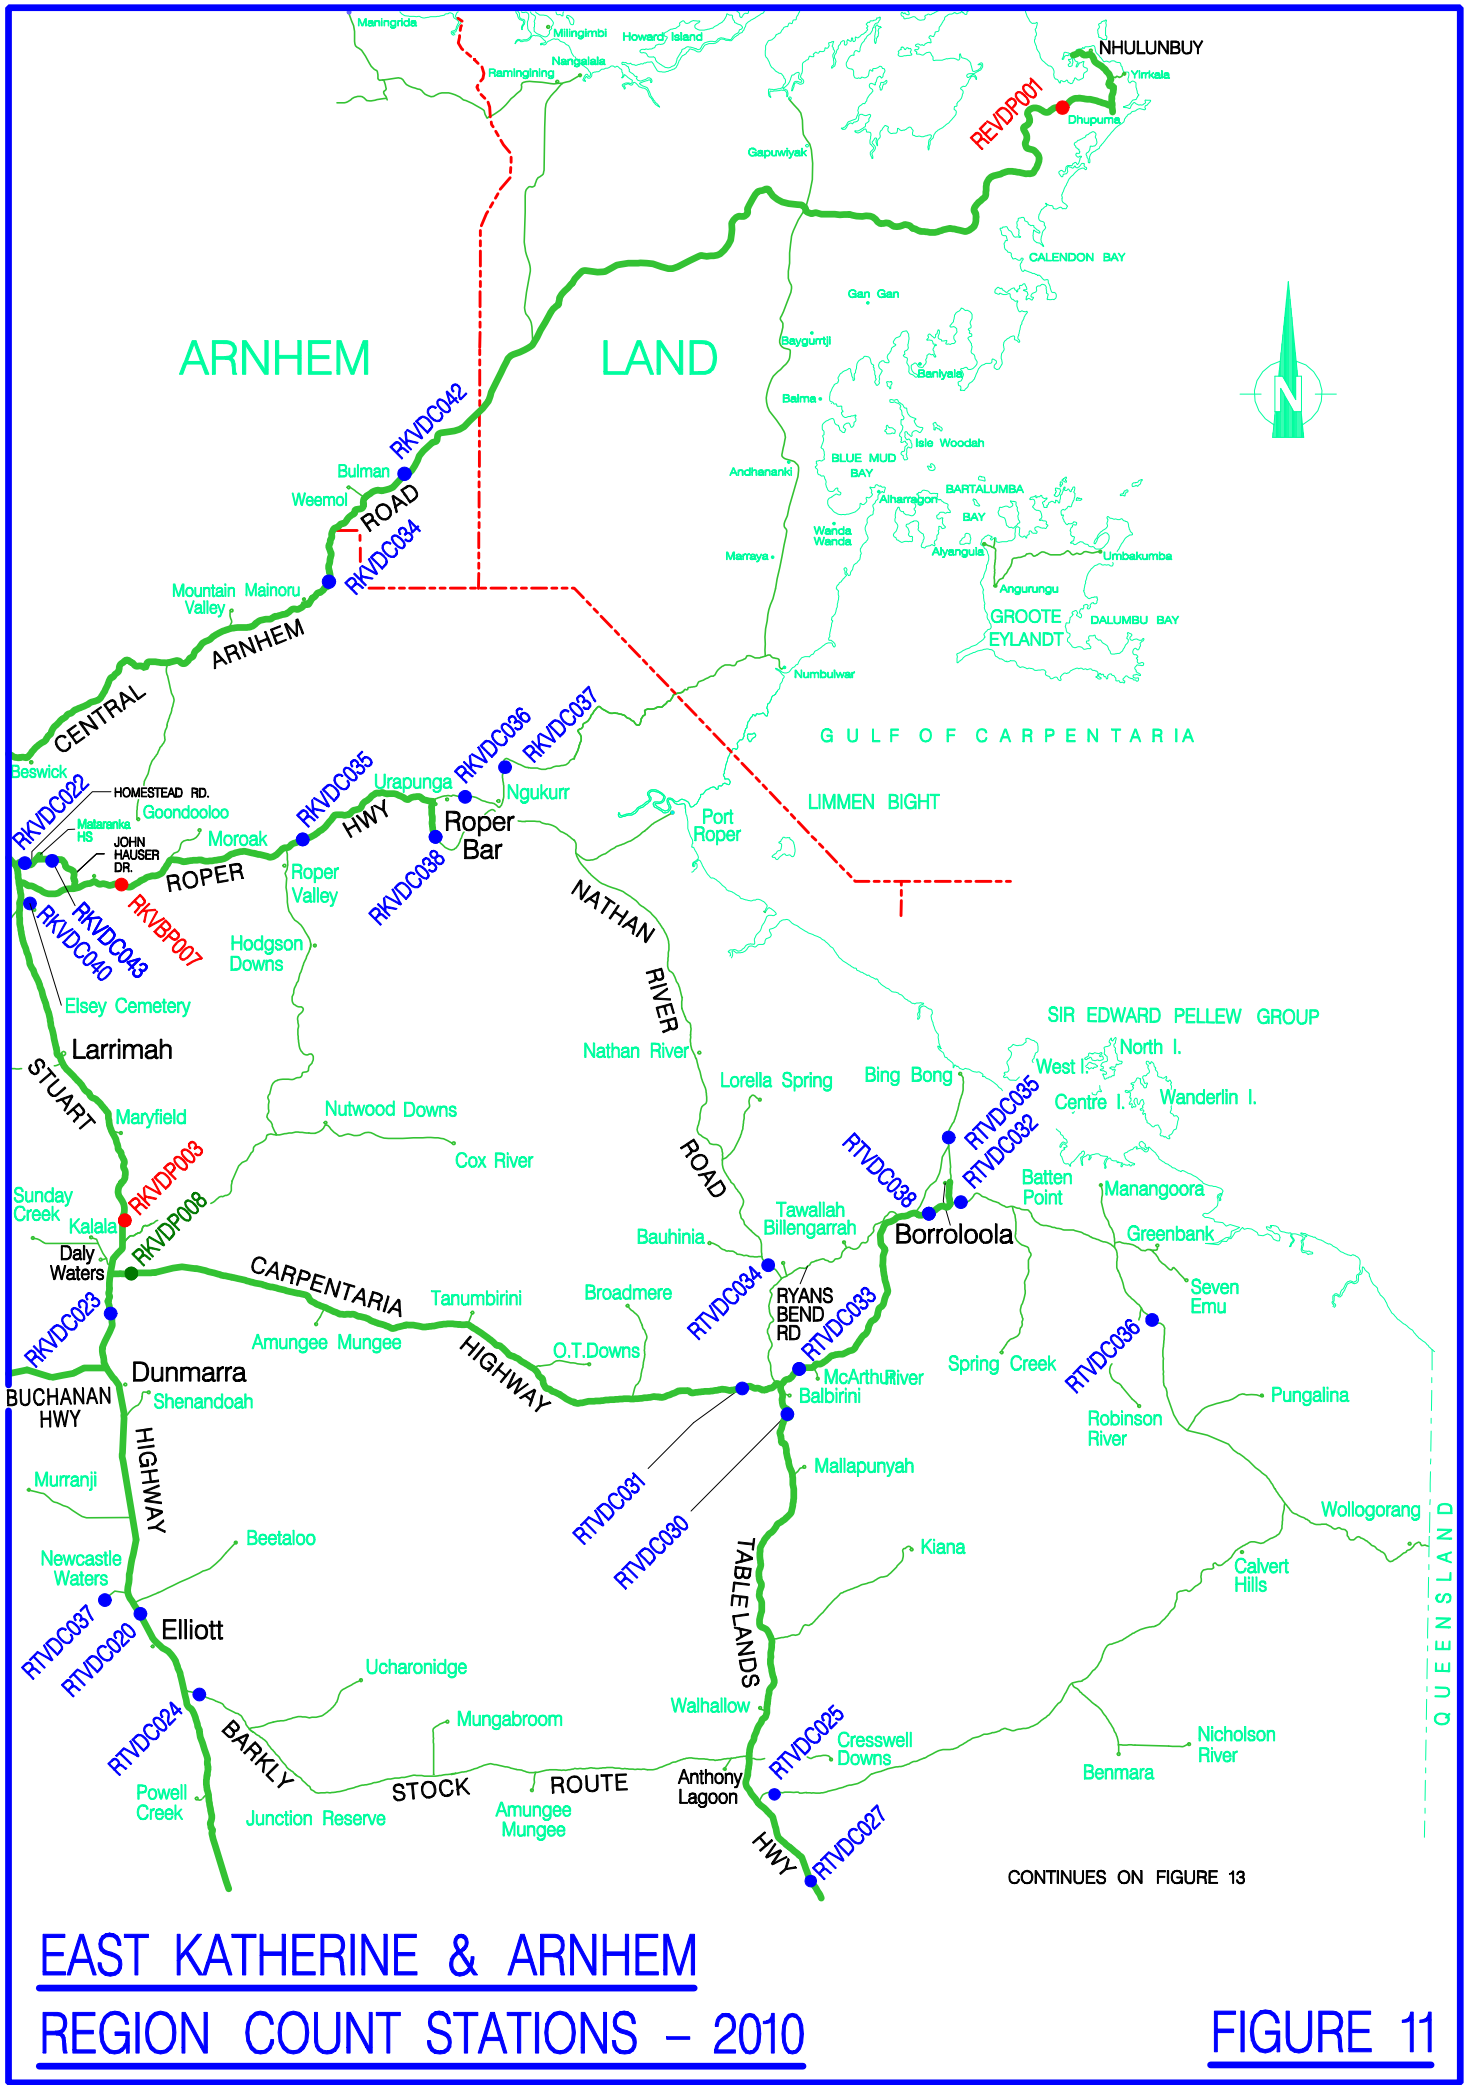 Maningrida
Milingimbi
Howard Island
Nangalala
Ramingining
NHULUNBUY
Yirrkala
REVDP001
Dhupuma
Gapuwiyak
CALENDON BAY
Gan Gan
ARNHEM LAND
Baygurrtji
Baniyala
N
RKVDC042
Balma
Isle Woodah
Bulman
BLUE MUD
BAY
Andhananki
Weemol
ROAD
Alharragon
BARTALUMBA
BAY
RKVDC034
Wanda
Wanda
Alyangula
Umbakumba
Marraya
Mountain
Valley
Mainoru
Angurungu
GROOTE
EYLANDT
DALUMBU BAY
ARNHEM
CENTRAL
Numbulwar
GULF OF CARPENTARIA
LIMMEN BIGHT
Beswick
RKVDC022
HOMESTEAD RD.
Goondooloo
Mataranka
HS
JOHN
HAUSER
DR.
Moroak
RKVDC035
Urapunga
RKVDC036
RKVDC037
Ngukurr
HWY
Roper
Bar
Port
Roper
ROPER
Roper
Valley
RKVDC038
RKVBP007
RKVDC043
RKVDC040
NATHAN
Hodgson
Downs
Elsey Cemetery
RIVER
SIR EDWARD PELLEW GROUP
Larrimah
North I.
West I.
Nathan River
Bing Bong
Centre I.
Wanderlin I.
STUART
Lorella Spring
Maryfield
Nutwood Downs
Cox River
RTVDC035
RTVDC032
RKVDP003
ROAD
RTVDC038
Batten
Point
Manangoora
Sunday
Creek
Kalala
RKVDP008
Tawallah
Billengarrah
Bauhinia
Borroloola
Greenbank
Daly
Waters
CARPENTARIA
RTVDC034
RYANS
BEND
RD
RTVDC033
Seven
Emu
RKVDC023
Tanumbirini
Broadmere
Amungee Mungee
HIGHWAY
O.T.Downs
Spring Creek
RTVDC036
Dunmarra
McArthur River
Balbirini
BUCHANAN
HWY
Shenandoah
Pungalina
Robinson
River
HIGHWAY
Murranji
Mallapunyah
RTVDC031
RTVDC030
Wollogorang
QUEENSLAND
Beetaloo
Kiana
Newcastle
Waters
TABLELANDS
Calvert
Hills
RTVDC037
RTVDC020
Elliott
Ucharonidge
Walhallow
RTVDC024
BARKLY
Mungabroom
RTVDC025
Cresswell
Downs
Nicholson
River
Benmara
STOCK
ROUTE
Anthony
Lagoon
Powell
Creek
Junction Reserve
Amungee
Mungee
HWY
RTVDC027
CONTINUES ON FIGURE 13
EAST KATHERINE & ARNHEM
REGION COUNT STATIONS - 2010
FIGURE 11